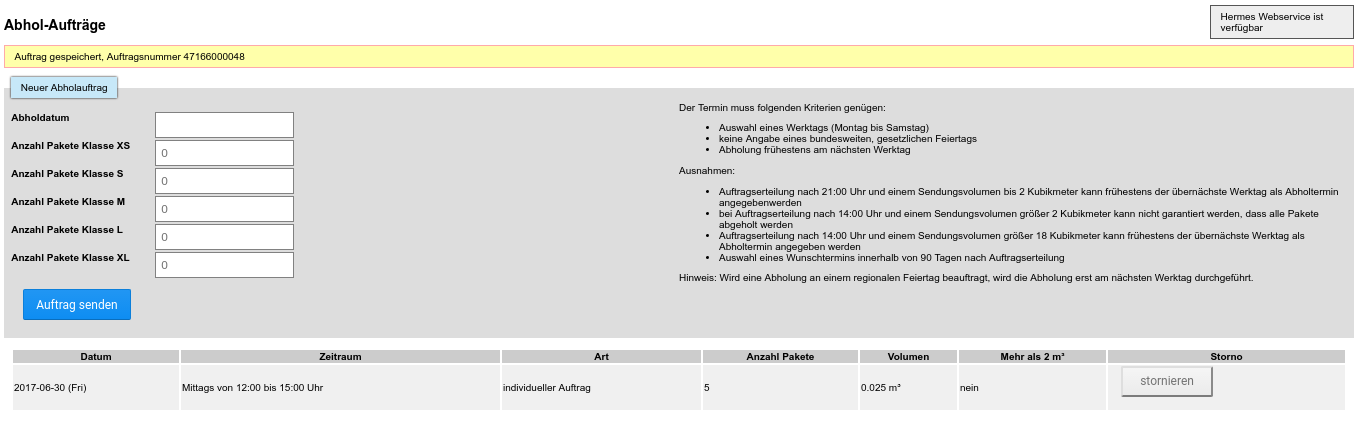 Abhol-Aufträge
Hermes Webservice ist
verfügbar
Auftrag gespeichert, Auftragsnummer 47166000048
Neuer Abholauftrag
Abholdatum
Anzahl Pakete Klasse XS 0
Anzahl Pakete Klasse S 0
Anzahl Pakete Klasse M 0
Anzahl Pakete Klasse L 0
Anzahl Pakete Klasse XL 0
Auftrag senden
Der Termin muss folgenden Kriterien genügen:
• Auswahl eines Werktags (Montag bis Samstag)
• keine Angabe eines bundesweiten, gesetzlichen Feiertags
• Abholung frühestens am nächsten Werktag
Ausnahmen:
• Auftragserteilung nach 21:00 Uhr und einem Sendungsvolumen bis 2 Kubikmeter kann frühestens der übernächste Werktag als Abholtermin
angegebenwerden
• bei Auftragserteilung nach 14:00 Uhr und einem Sendungsvolumen größer 2 Kubikmeter kann nicht garantiert werden, dass alle Pakete
abgeholt werden
• Auftragserteilung nach 14:00 Uhr und einem Sendungsvolumen größer 18 Kubikmeter kann frühestens der übernächste Werktag als
Abholtermin angegeben werden
• Auswahl eines Wunschtermins innerhalb von 90 Tagen nach Auftragserteilung
Hinweis: Wird eine Abholung an einem regionalen Feiertag beauftragt, wird die Abholung erst am nächsten Werktag durchgeführt.
Datum Zeitraum Art Anzahl Pakete Volumen Mehr als 2 m³ Storno
2017-06-30 (Fri) Mittags von 12:00 bis 15:00 Uhr individueller Auftrag 5 0.025 m³ nein stornieren